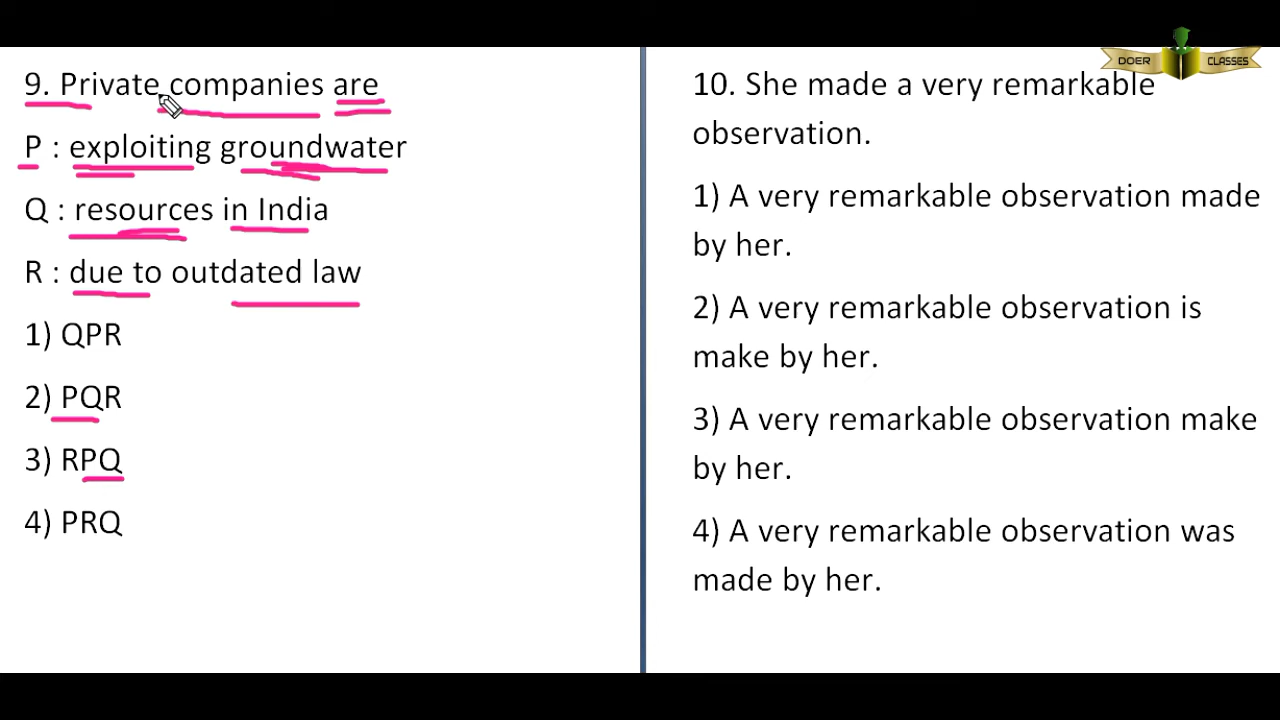 9. Private companies are
P : exploiting groundwater
Q : resources in India
R : due to outdated law
1) QPR
2) PQR
3) RPQ
4) PRQ
DOER CLASSES
10. She made a very remarkable
observation.
1) A very remarkable observation made
by her.
2) A very remarkable observation is
make by her.
3) A very remarkable observation make
by her.
4) A very remarkable observation was
made by her.